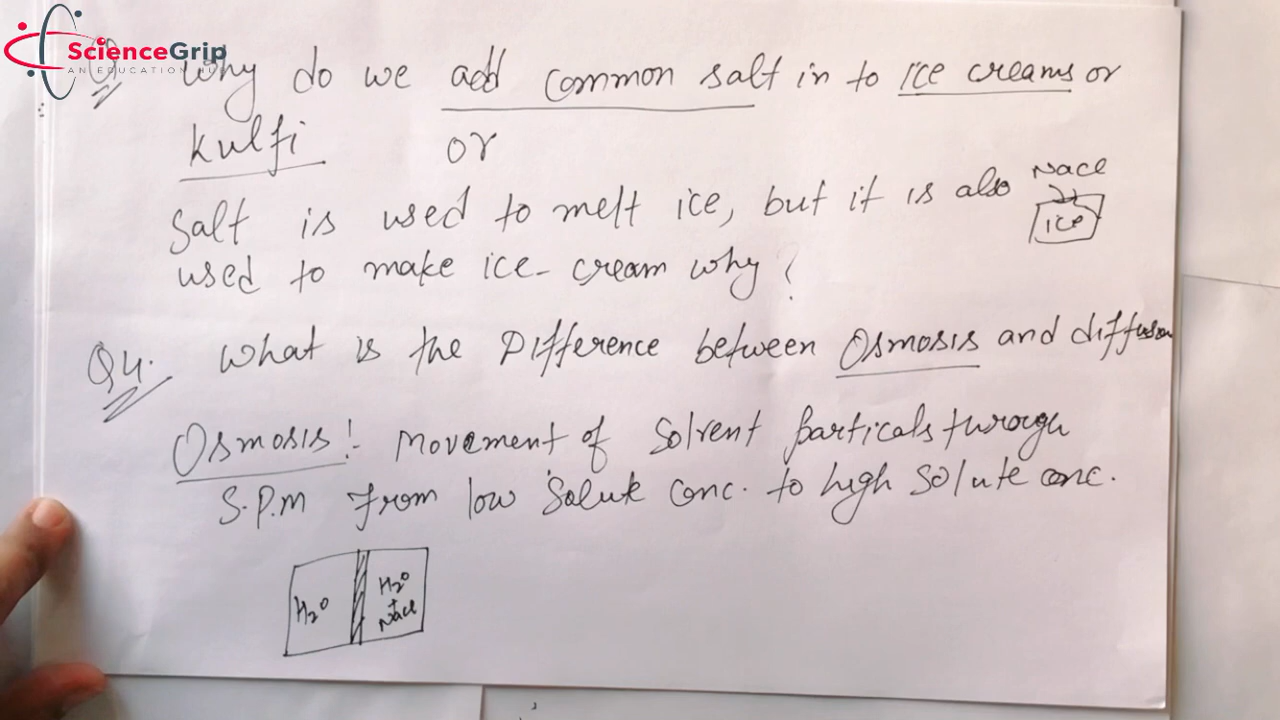 ScienceGrip
AN EDUCATION HUB
Q Why do we add common salt in to ice creams or
Kulfi or
Salt is used to melt ice, but it is also
NaCl
ice
used to make ice-cream why?
Q4. What is the Difference between Osmosis and diffusion
Osmosis:- Movement of Solvent particals through
S.P.M from low Solute conc. to high solute conc.
H2O
H2O
+
NaCl